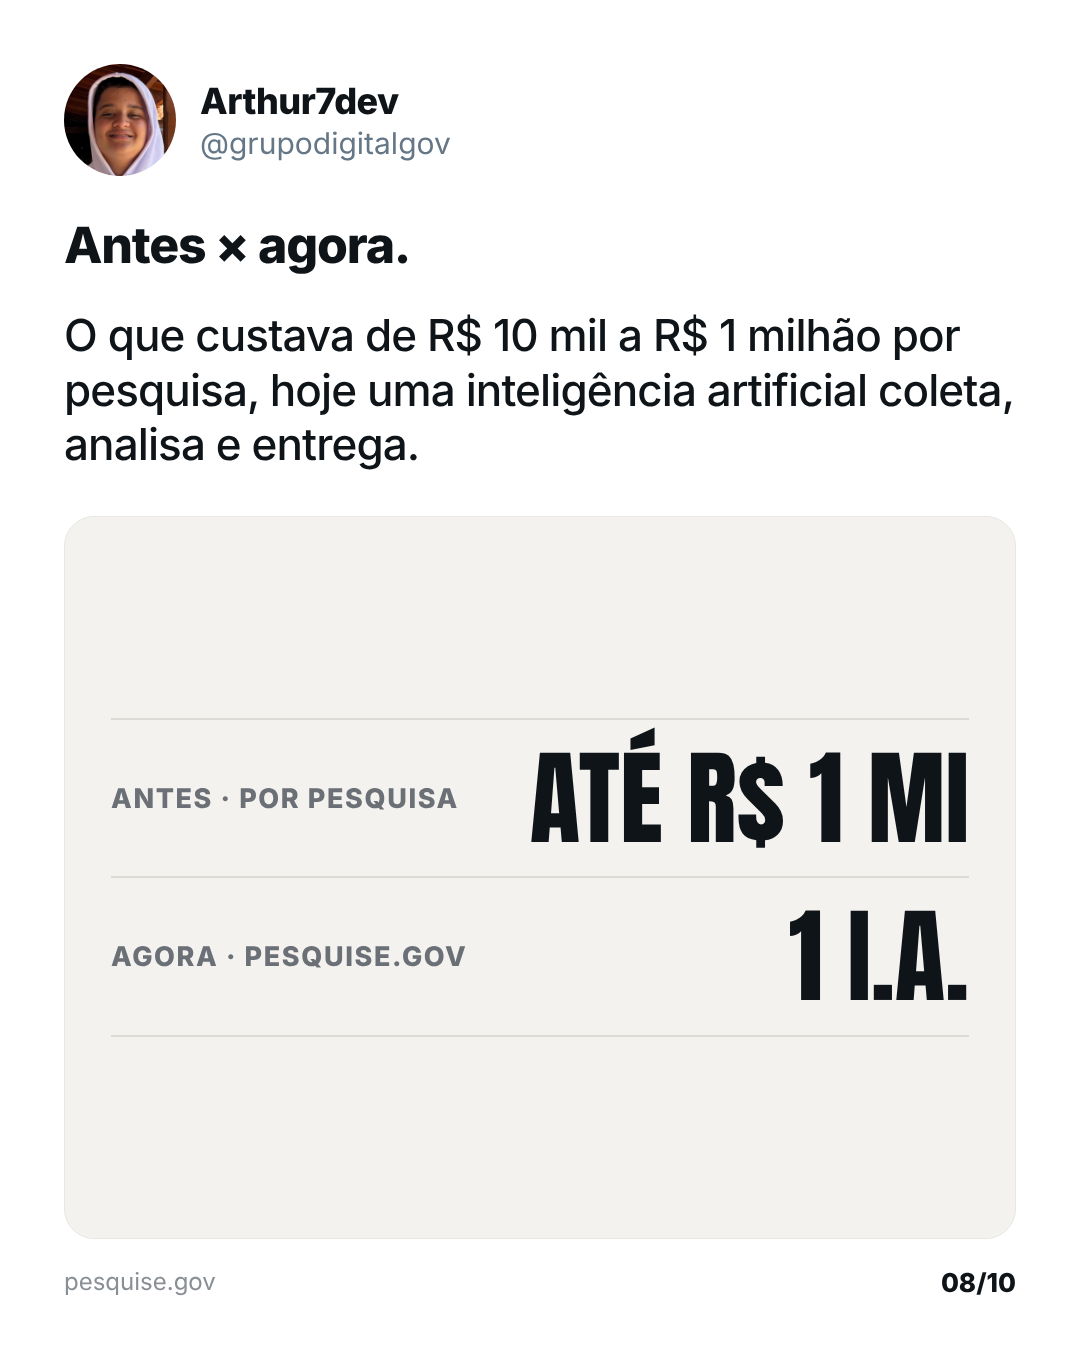 Arthur7dev
@grupodigitalgov
Antes × agora.
O que custava de R$ 10 mil a R$ 1 milhão por
pesquisa, hoje uma inteligência artificial coleta,
analisa e entrega.
ANTES · POR PESQUISA
ATÉ R$ 1 MI
AGORA · PESQUISE.GOV
1 I.A.
pesquise.gov
08/10